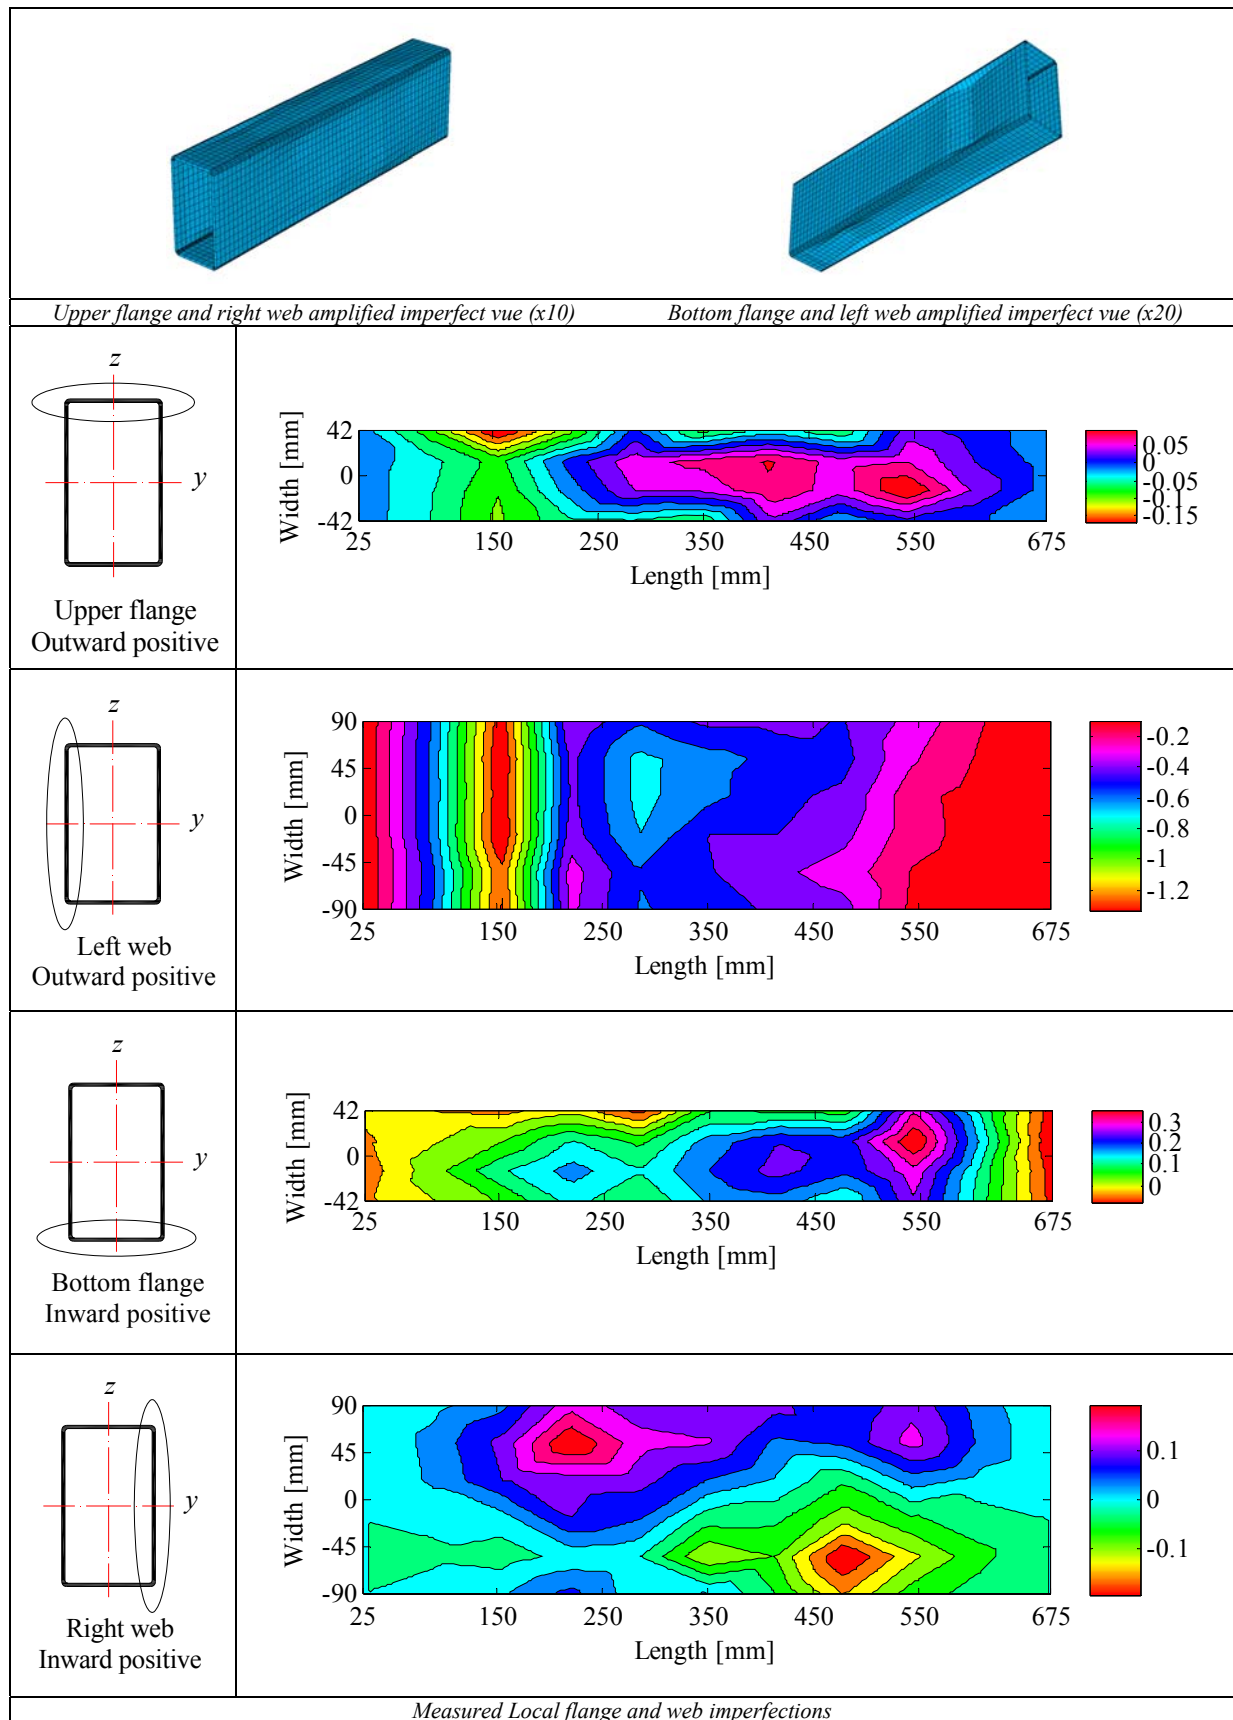 Upper flange and right web amplified imperfect vue (x10)
Bottom flange and left web amplified imperfect vue (x20)
z
y
Upper flange
Outward positive
Width [mm]
42
0
-42
25 150 250 350 450 550 675
Length [mm]
0.05
0
-0.05
-0.1
-0.15
z
y
Left web
Outward positive
Width [mm]
90
45
0
-45
-90
25 150 250 350 450 550 675
Length [mm]
-0.2
-0.4
-0.6
-0.8
-1
-1.2
z
y
Bottom flange
Inward positive
Width [mm]
42
0
-42
25 150 250 350 450 550 675
Length [mm]
0.3
0.2
0.1
0
z
y
Right web
Inward positive
Width [mm]
90
45
0
-45
-90
25 150 250 350 450 550 675
Length [mm]
0.1
0
-0.1
Measured Local flange and web imperfections